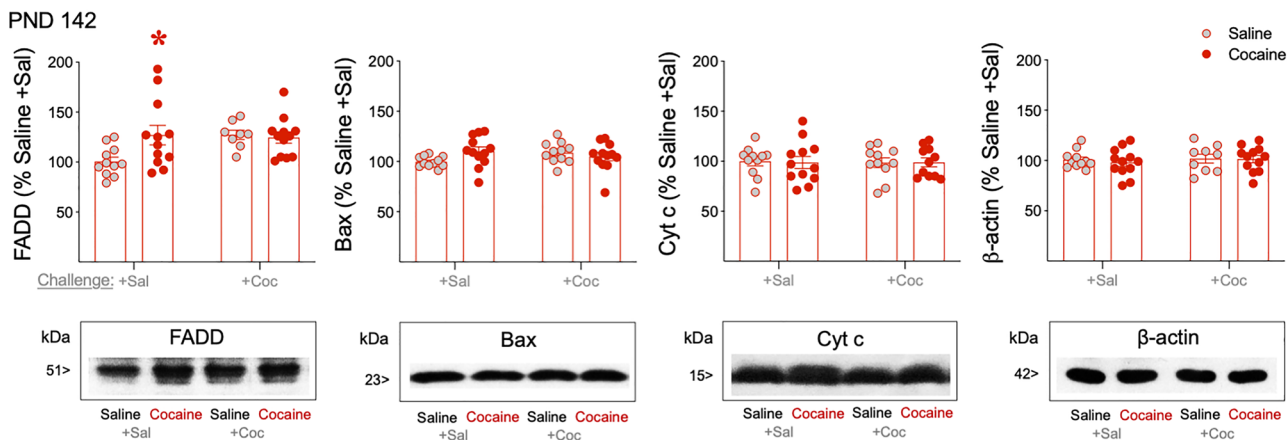 PND 142
Saline
Cocaine
*
FADD (% Saline +Sal)
200
150
100
50
Challenge: +Sal
+Coc
Bax (% Saline +Sal)
200
150
100
50
+Sal
+Coc
Cyt c (% Saline +Sal)
200
150
100
50
+Sal
+Coc
β-actin (% Saline +Sal)
200
150
100
50
+Sal
+Coc
kDa
FADD
51>
Saline Cocaine Saline Cocaine
+Sal +Coc
kDa
Bax
23>
Saline Cocaine Saline Cocaine
+Sal +Coc
kDa
Cyt c
15>
Saline Cocaine Saline Cocaine
+Sal +Coc
kDa
β-actin
42>
Saline Cocaine Saline Cocaine
+Sal +Coc